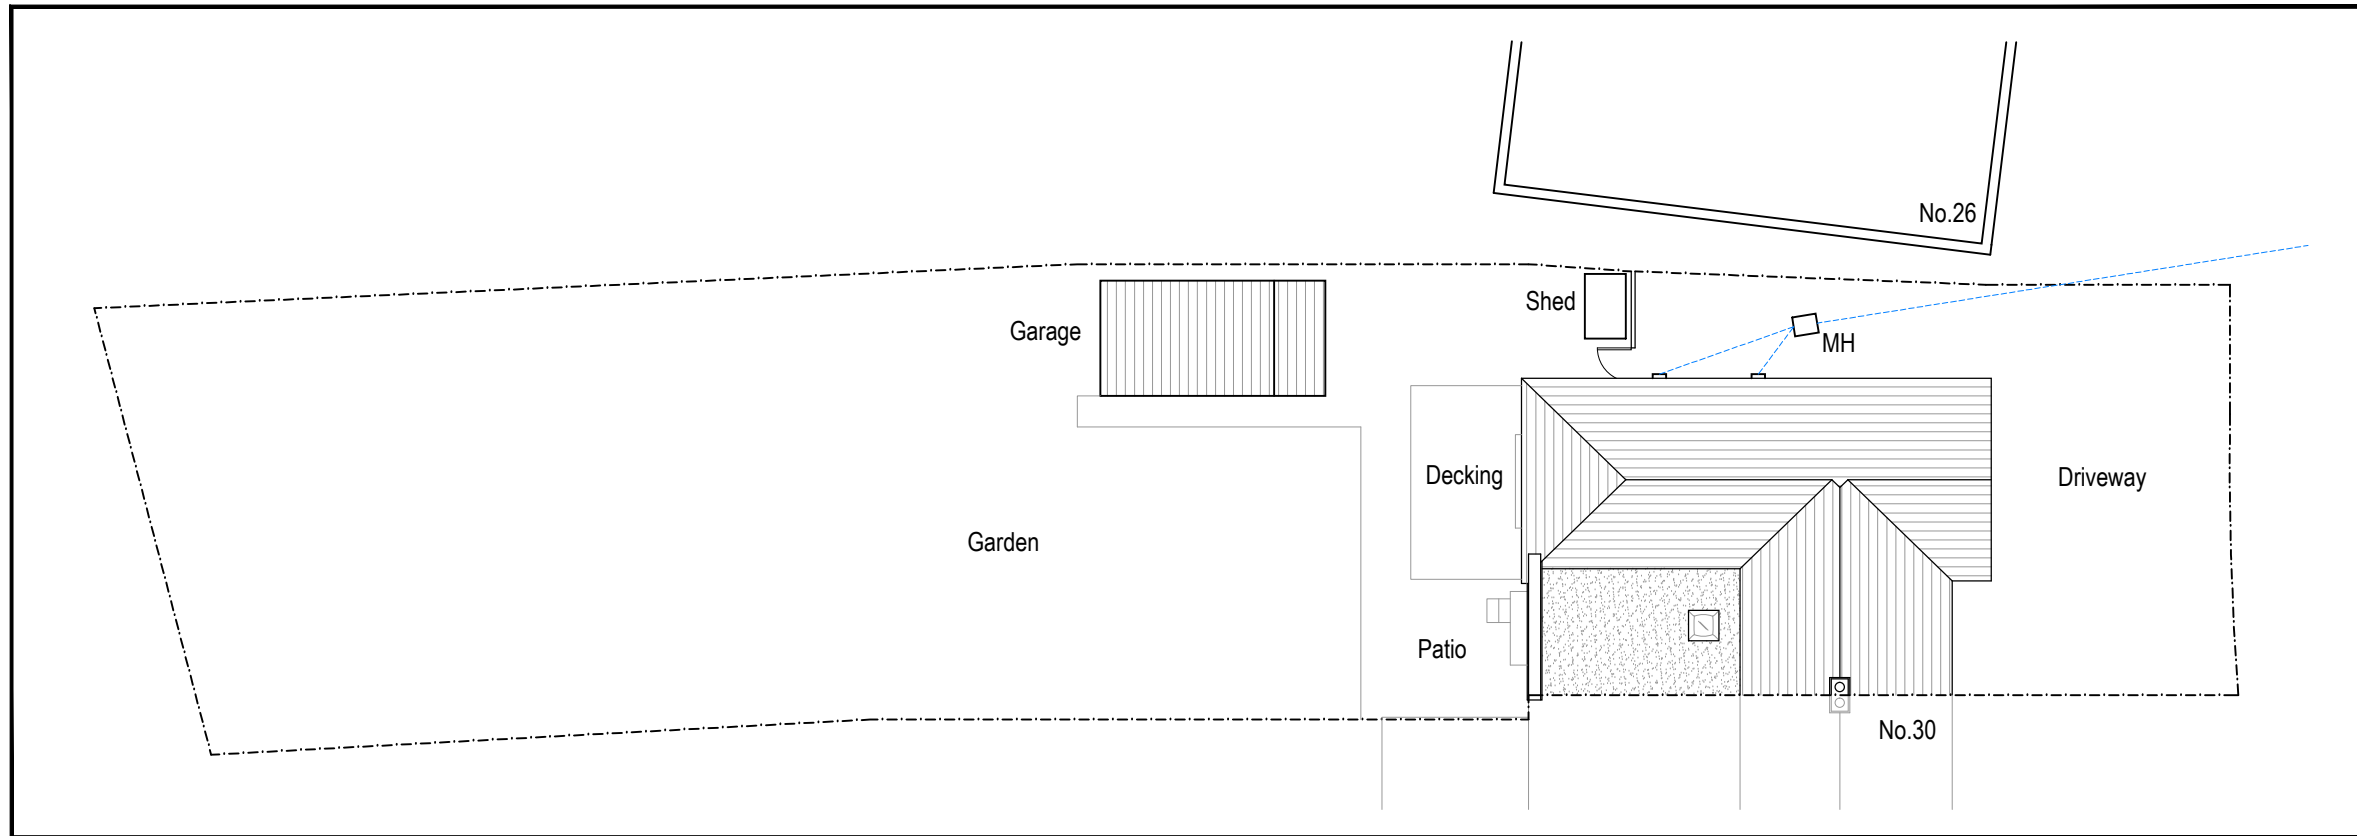 No.26
Shed
Garage
MH
Decking
Driveway
Garden
Patio
No.30